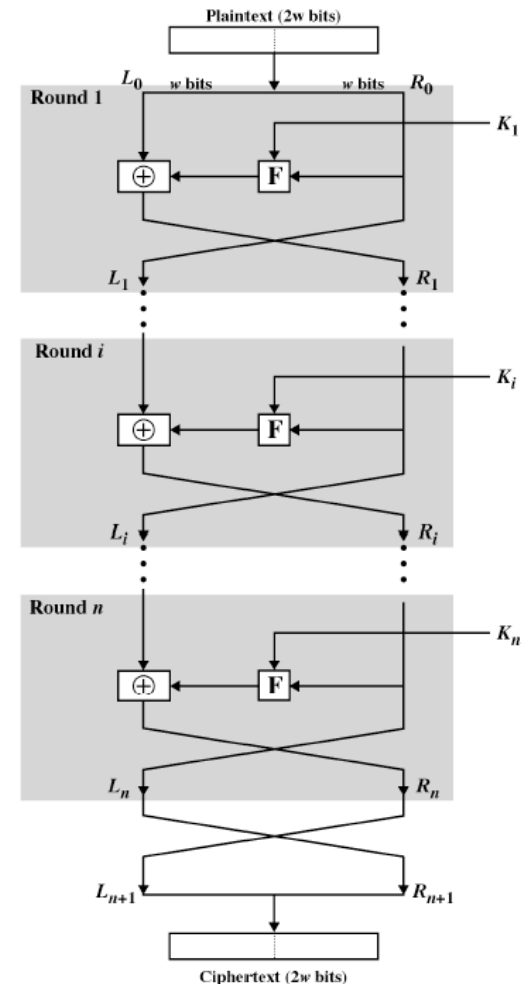 Plaintext (2w bits)
L0 w bits w bits R0
Round 1
K1
⊕ F
L1 R1
Round i
Ki
⊕ F
Li Ri
Round n
Kn
⊕ F
Ln Rn
Ln+1 Rn+1
Ciphertext (2w bits)